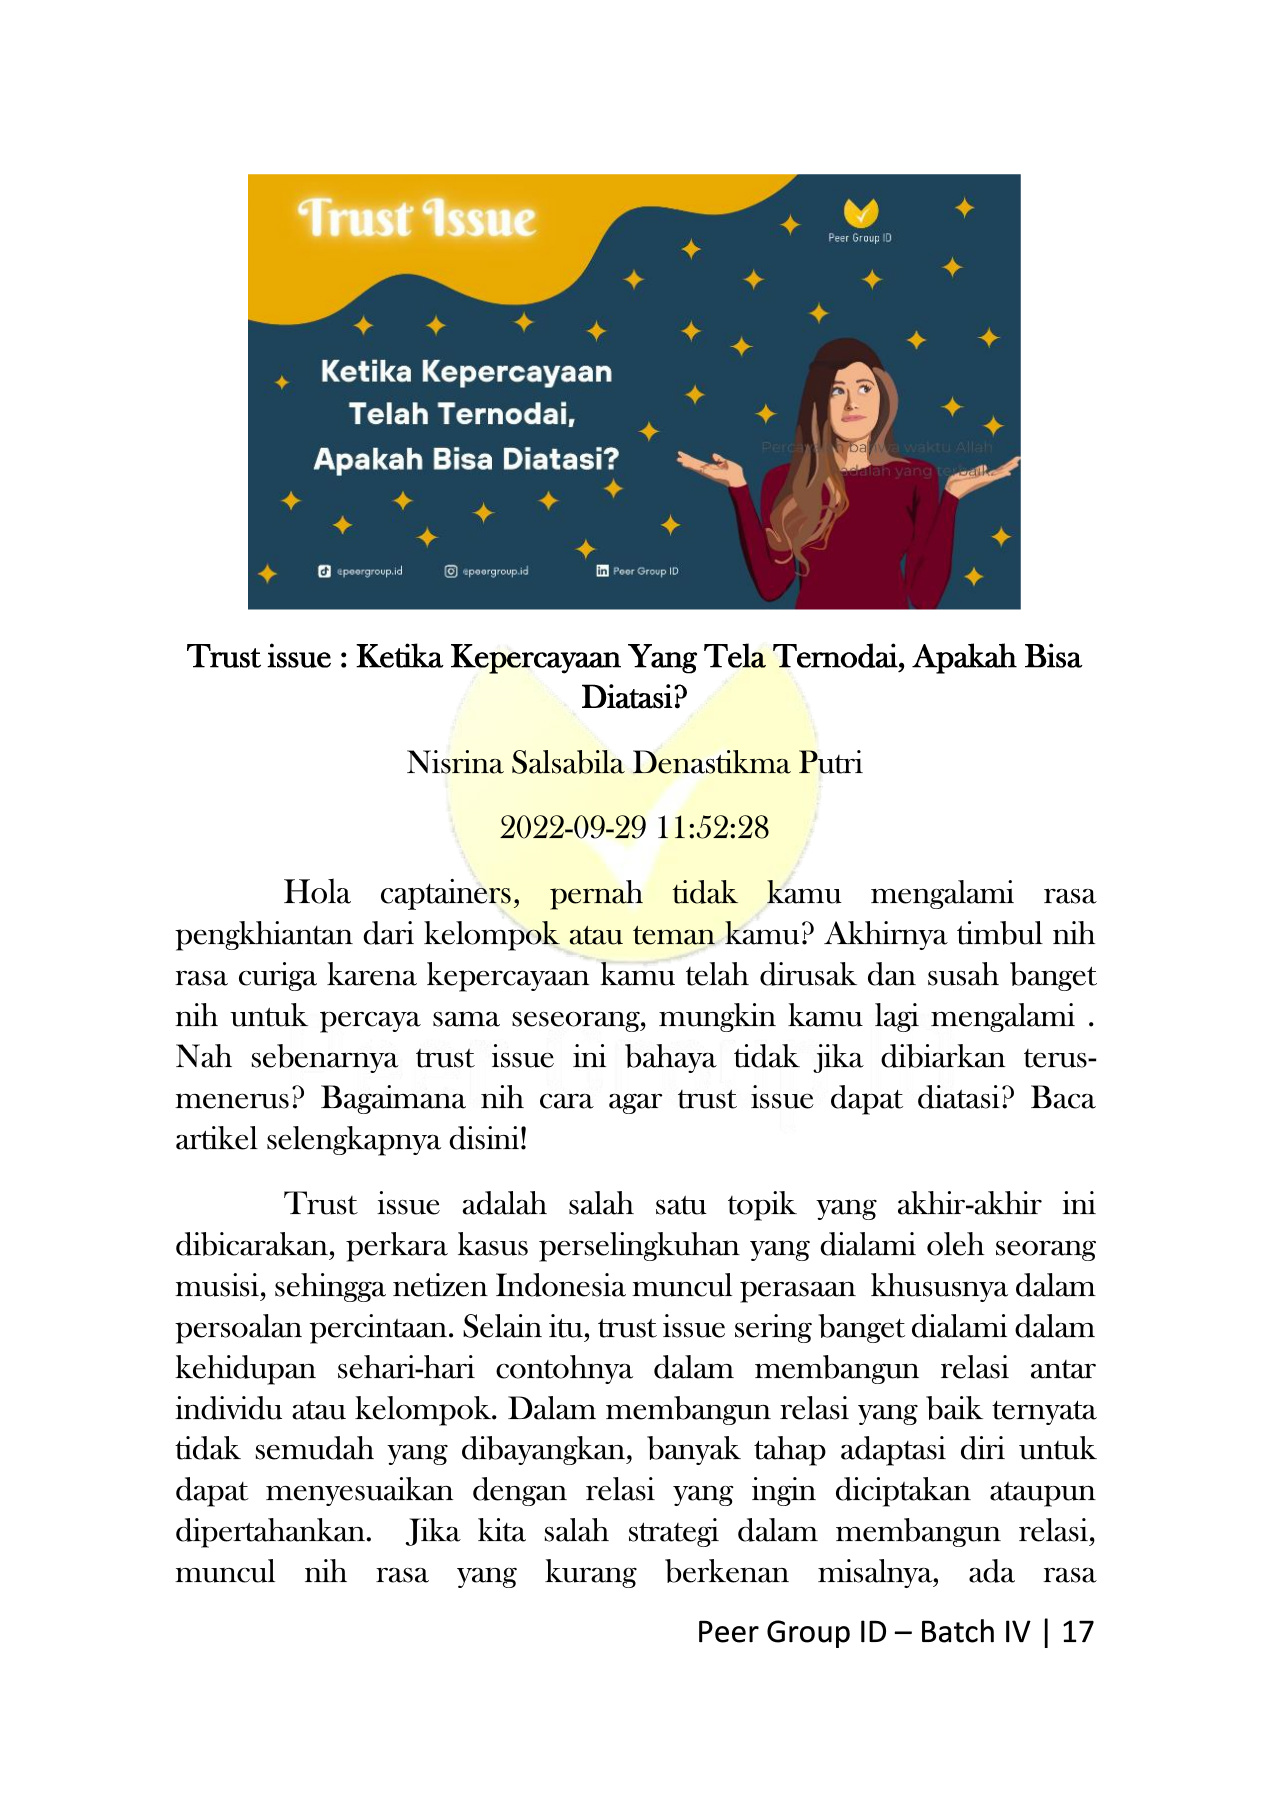 Trust Issue
Peer Group ID
Ketika Kepercayaan
Telah Ternodai,
Apakah Bisa Diatasi?
Percayalah bahwa waktu Allah
adalah yang terbaik.
@peergroup.id
@peergroup.id
Peer Group ID
Trust issue : Ketika Kepercayaan Yang Tela Ternodai, Apakah Bisa
Diatasi?
Nisrina Salsabila Denastikma Putri
2022-09-29 11:52:28
Hola captainers, pernah tidak kamu mengalami rasa
pengkhiantan dari kelompok atau teman kamu? Akhirnya timbul nih
rasa curiga karena kepercayaan kamu telah dirusak dan susah banget
nih untuk percaya sama seseorang, mungkin kamu lagi mengalami .
Nah sebenarnya trust issue ini bahaya tidak jika dibiarkan terus-
menerus? Bagaimana nih cara agar trust issue dapat diatasi? Baca
artikel selengkapnya disini!
Trust issue adalah salah satu topik yang akhir-akhir ini
dibicarakan, perkara kasus perselingkuhan yang dialami oleh seorang
musisi, sehingga netizen Indonesia muncul perasaan  khususnya dalam
persoalan percintaan. Selain itu, trust issue sering banget dialami dalam
kehidupan sehari-hari contohnya dalam membangun relasi antar
individu atau kelompok. Dalam membangun relasi yang baik ternyata
tidak semudah yang dibayangkan, banyak tahap adaptasi diri untuk
dapat menyesuaikan dengan relasi yang ingin diciptakan ataupun
dipertahankan.  Jika kita salah strategi dalam membangun relasi,
muncul nih rasa yang kurang berkenan misalnya, ada rasa
Peer Group ID – Batch IV | 17